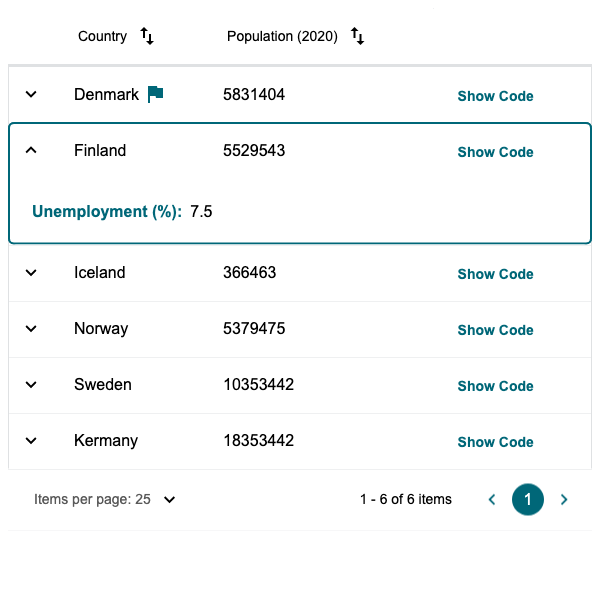 Country Population (2020)
Denmark 5831404 Show Code
Finland 5529543 Show Code
Unemployment (%): 7.5
Iceland 366463 Show Code
Norway 5379475 Show Code
Sweden 10353442 Show Code
Kermany 18353442 Show Code
Items per page: 25 1 - 6 of 6 items 1